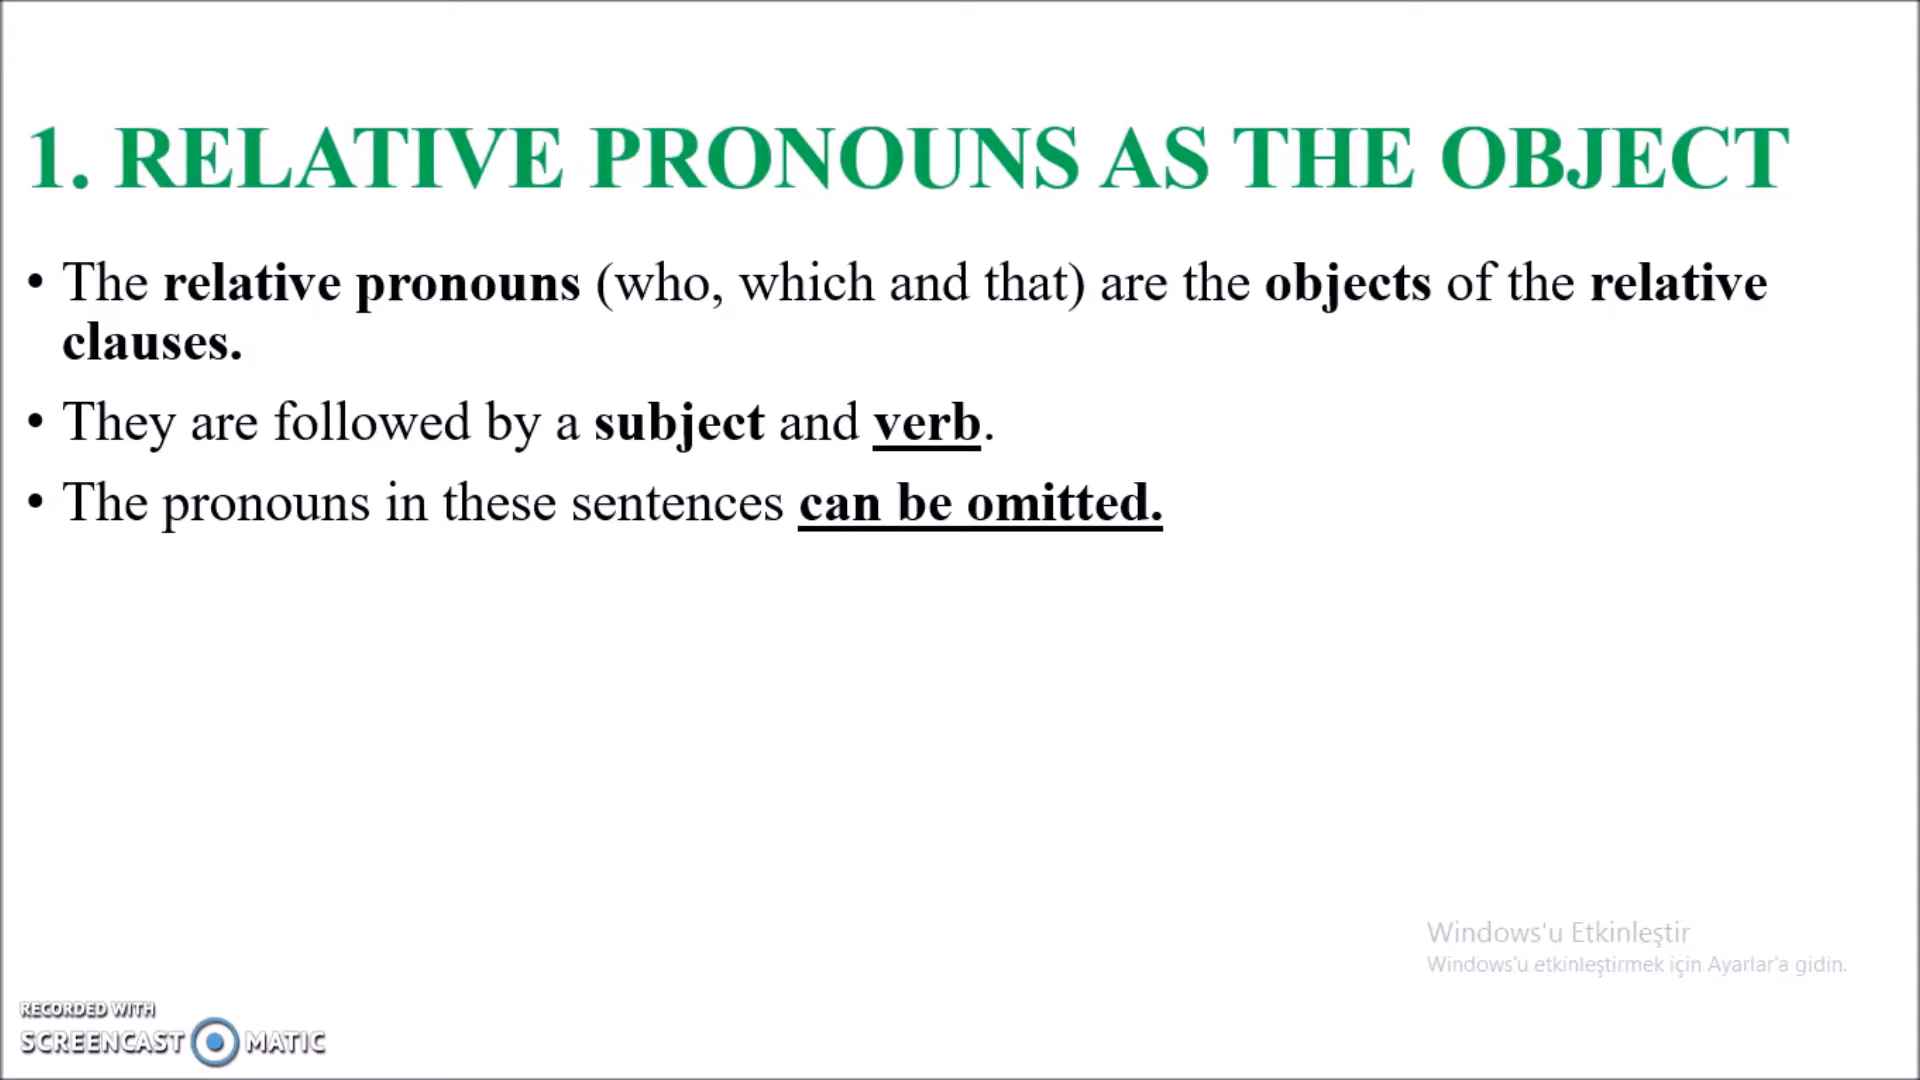 1. RELATIVE PRONOUNS AS THE OBJECT
• The relative pronouns (who, which and that) are the objects of the relative
clauses.
• They are followed by a subject and verb.
• The pronouns in these sentences can be omitted.
Windows'u Etkinleştir
Windows'u etkinleştirmek için Ayarlar'a gidin.
RECORDED WITH
SCREENCAST MATIC